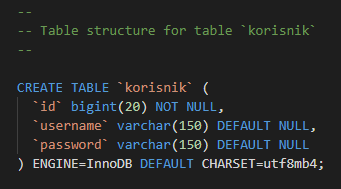 --
-- Table structure for table `korisnik`
--
CREATE TABLE `korisnik` (
`id` bigint(20) NOT NULL,
`username` varchar(150) DEFAULT NULL,
`password` varchar(150) DEFAULT NULL
) ENGINE=InnoDB DEFAULT CHARSET=utf8mb4;